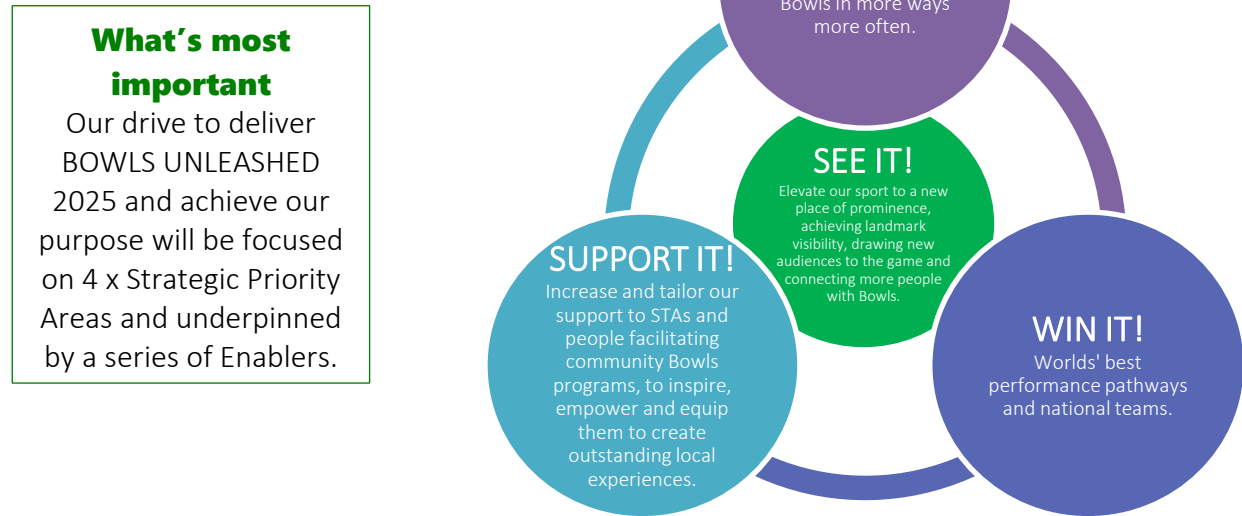 What's most
important
Our drive to deliver
BOWLS UNLEASHED
2025 and achieve our
purpose will be focused
on 4 x Strategic Priority
Areas and underpinned
by a series of Enablers.
Bowls in more ways
more often.
SEE IT!
Elevate our sport to a new
place of prominence,
achieving landmark
visibility, drawing new
audiences to the game and
connecting more people
with Bowls.
SUPPORT IT!
Increase and tailor our
support to STAs and
people facilitating
community Bowls
programs, to inspire,
empower and equip
them to create
outstanding local
experiences.
WIN IT!
Worlds' best
performance pathways
and national teams.